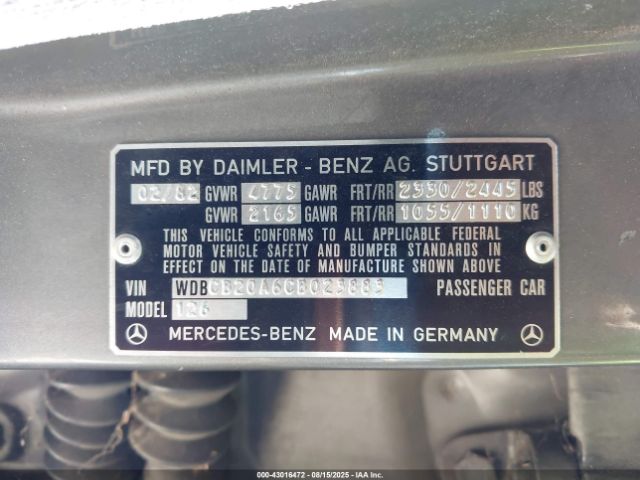 MFD BY DAIMLER - BENZ AG. STUTTGART
02/82 GVWR 4775 GAWR FRT/RR 2330/2445 LBS
GVWR 2165 GAWR FRT/RR 1055/1110 KG
THIS VEHICLE CONFORMS TO ALL APPLICABLE FEDERAL
MOTOR VEHICLE SAFETY AND BUMPER STANDARDS IN
EFFECT ON THE DATE OF MANUFACTURE SHOWN ABOVE
VIN WDBCB20A6CB023883 PASSENGER CAR
MODEL 126
MERCEDES-BENZ MADE IN GERMANY
00-43016472 08/15/2025 - Copyright © IAA, Inc.